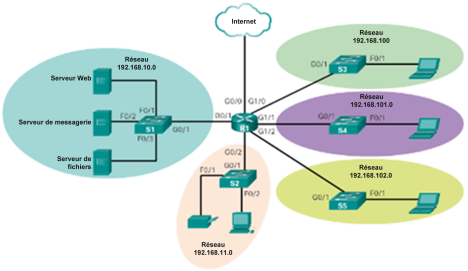 Internet
Réseau
192.168.10.0
Serveur Web
Serveur de messagerie
Serveur de
fichiers
F0/1
F0/2
F0/3
S1
G0/1
G0/0
G1/0
G0/1
G1/1
G1/2
R1
G0/2
G0/1
S2
F0/1
F0/2
Réseau
192.168.11.0
Réseau
192.168.100
G0/1
S3
F0/1
Réseau
192.168.101.0
G0/1
S4
F0/1
Réseau
192.168.102.0
G0/1
S5
F0/1